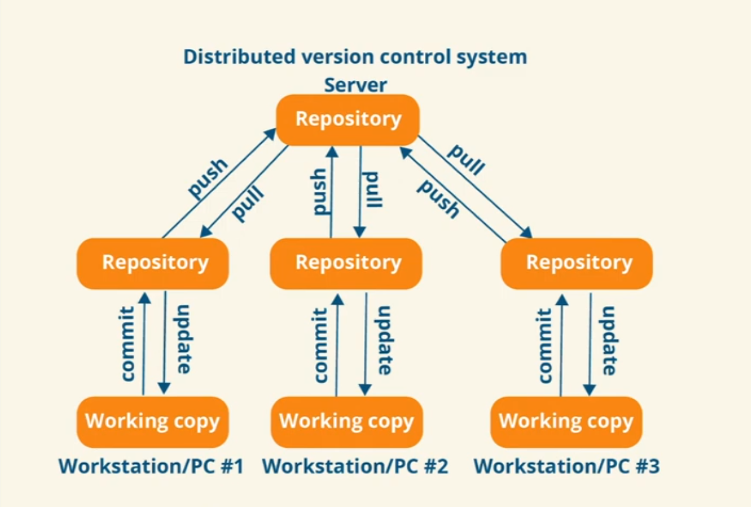 Distributed version control system
Server
Repository
push
pull
push
pull
push
pull
Repository
Repository
Repository
commit
update
commit
update
commit
update
Working copy
Working copy
Working copy
Workstation/PC #1
Workstation/PC #2
Workstation/PC #3